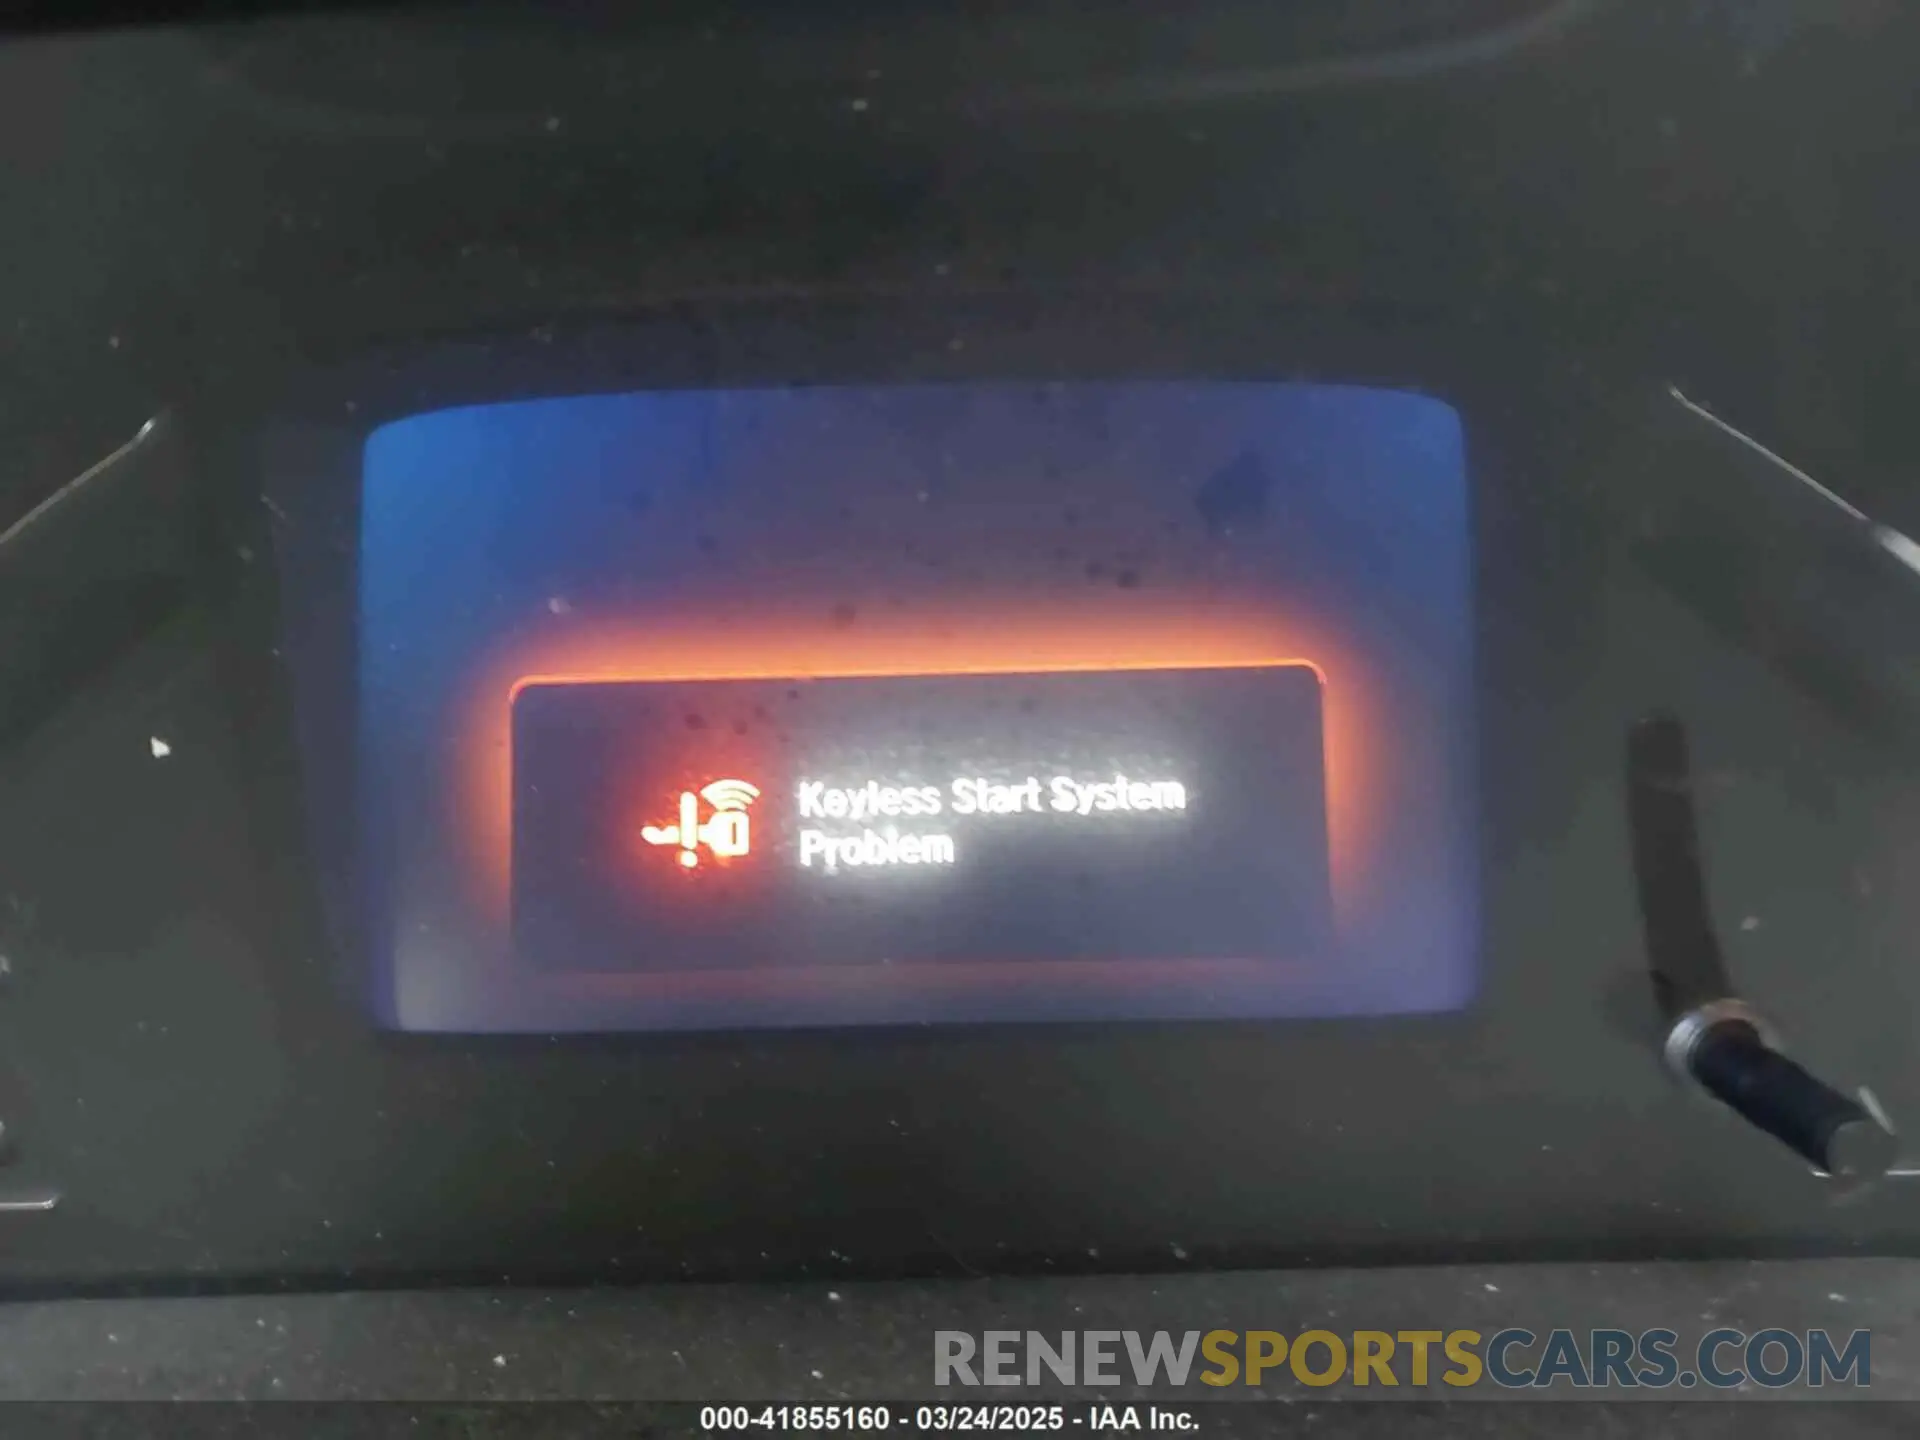 Keyless Start System
Problem
RENEWSPORTSCARS.COM
000-41855160 - 03/24/2025 - IAA Inc.